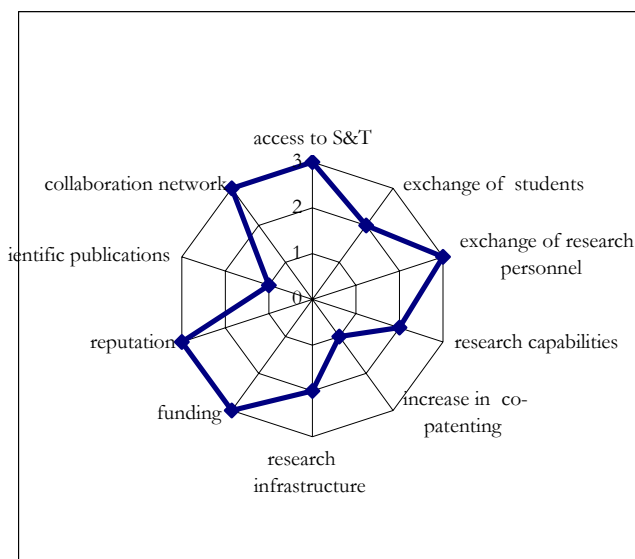 access to S&T
3
collaboration network
exchange of students
2
exchange of research
personnel
ientific publications
1
0
reputation
research capabilities
funding
increase in co-
patenting
research
infrastructure